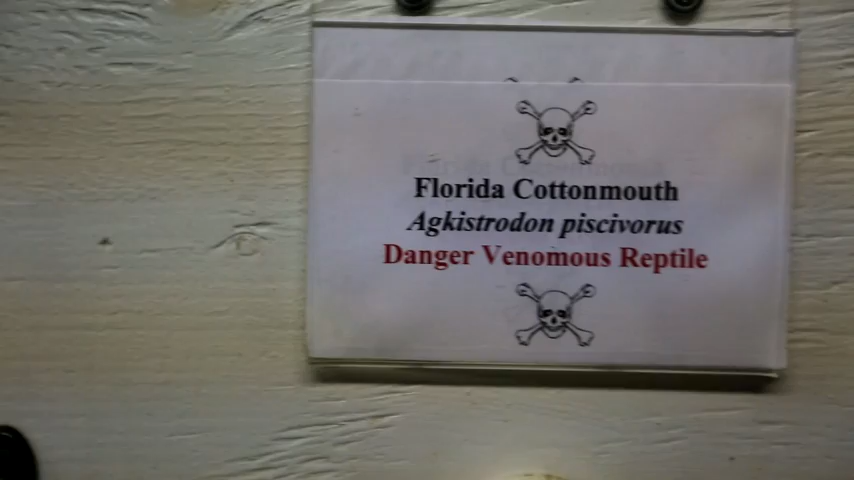 Florida Cottonmouth
Agkistrodon piscivorus
Danger Venomous Reptile